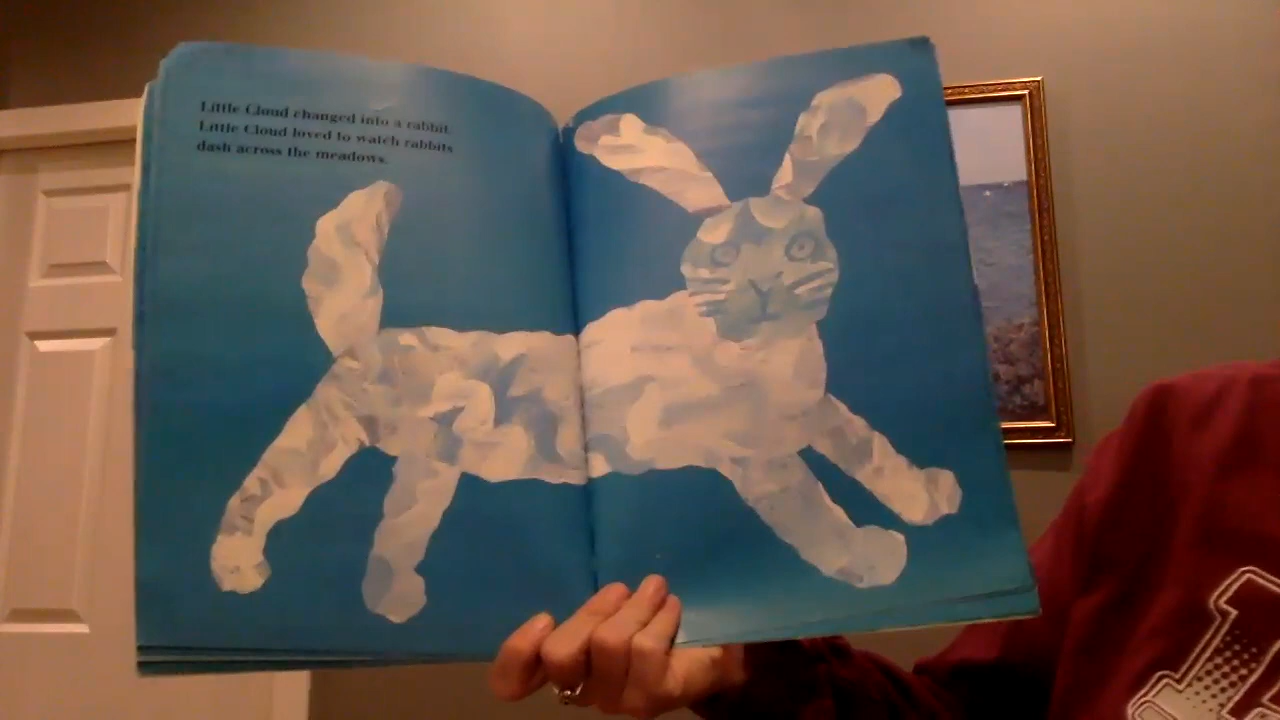 Little Cloud changed into a rabbit.
Little Cloud loved to watch rabbits
dash across the meadows.